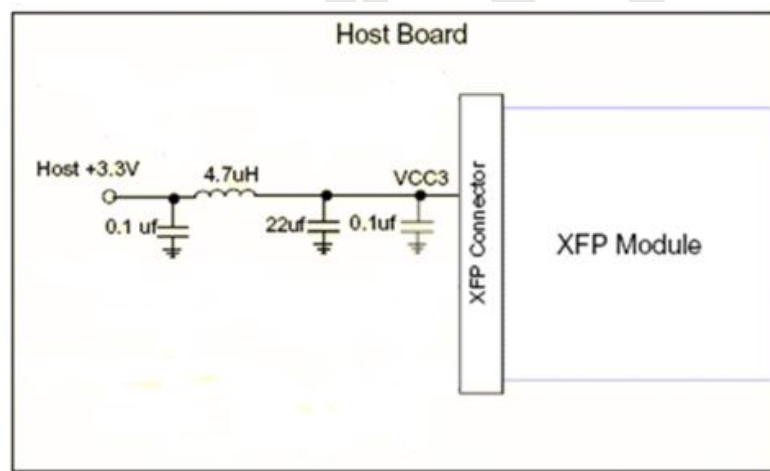 Host Board
Host +3.3V
4.7uH
VCC3
0.1 uf
22uf
0.1uf
XFP Connector
XFP Module